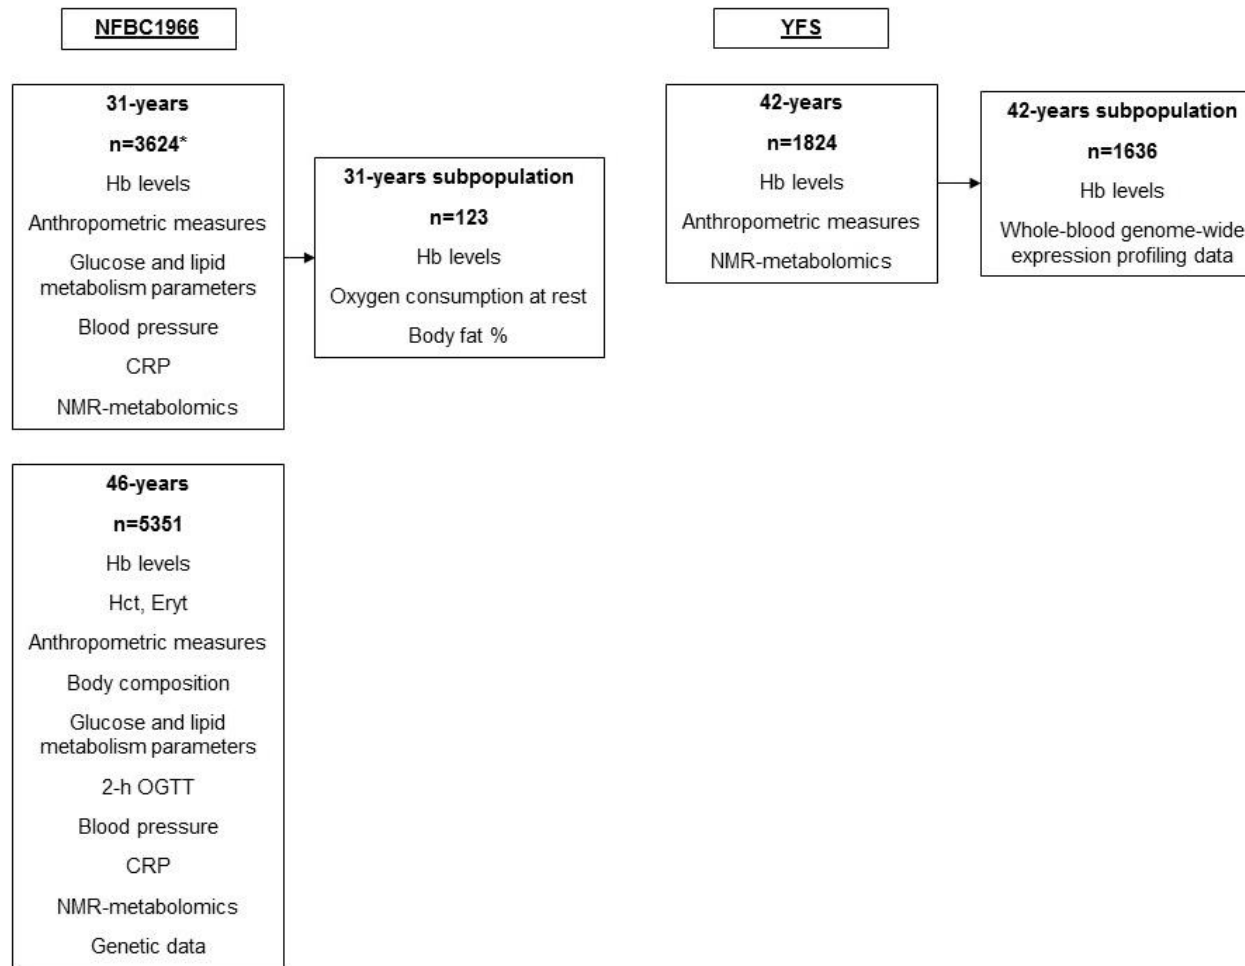 NFBC1966
31-years
n=3624*
Hb levels
Anthropometric measures
Glucose and lipid
metabolism parameters
Blood pressure
CRP
NMR-metabolomics
31-years subpopulation
n=123
Hb levels
Oxygen consumption at rest
Body fat %
46-years
n=5351
Hb levels
Hct, Eryt
Anthropometric measures
Body composition
Glucose and lipid
metabolism parameters
2-h OGTT
Blood pressure
CRP
NMR-metabolomics
Genetic data
YFS
42-years
n=1824
Hb levels
Anthropometric measures
NMR-metabolomics
42-years subpopulation
n=1636
Hb levels
Whole-blood genome-wide
expression profiling data